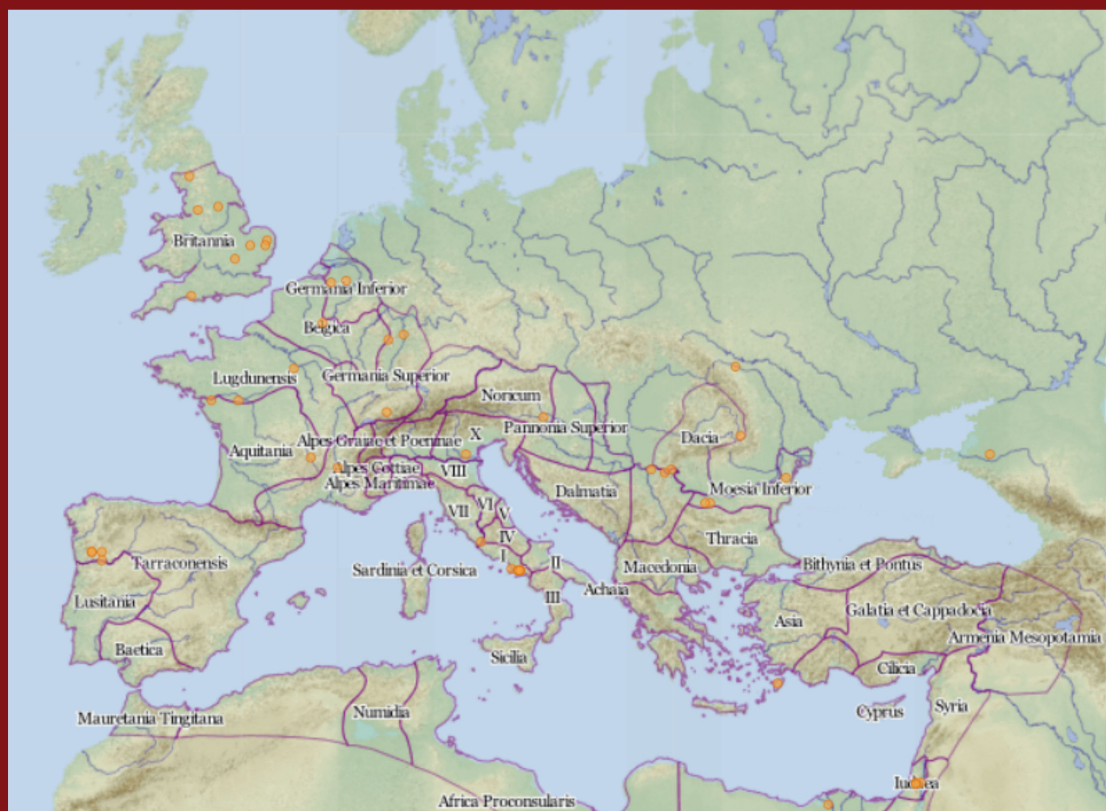 Britannia
Germania Inferior
Belgica
Lugdunensis
Germania Superior
Noricum
Pannonia Superior
Dacia
Aquitania
Alpes Graiae et Poeninae
X
Alpes Cottiae
VIII
Alpes Maritimae
Dalmatia
Moesia Inferior
VII
VI
V
IV
Thracia
Tarraconensis
Sardinia et Corsica
I
II
Macedonia
Bithynia et Pontus
Achaia
III
Lusitania
Asia
Galatia et Cappadocia
Armenia Mesopotamia
Baetica
Sicilia
Cilicia
Mauretania Tingitana
Numidia
Cyprus
Syria
Iudaea
Africa Proconsularis